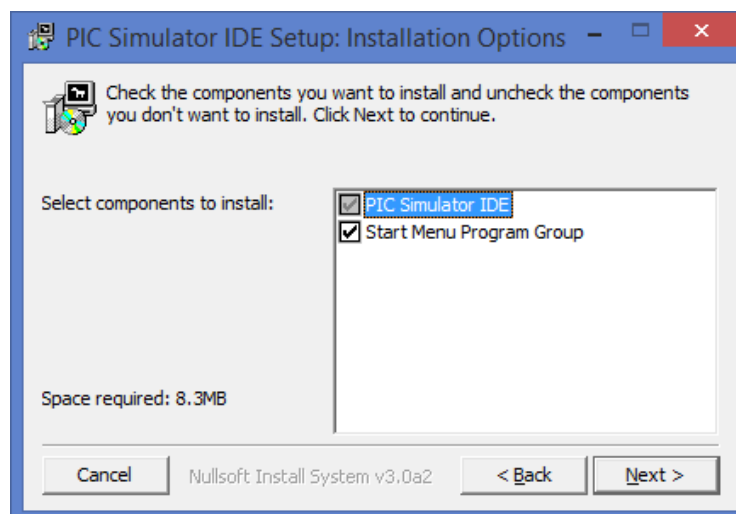 PIC Simulator IDE Setup: Installation Options
Check the components you want to install and uncheck the components
you don't want to install. Click Next to continue.
Select components to install:
PIC Simulator IDE
Start Menu Program Group
Space required: 8.3MB
Cancel
Nullsoft Install System v3.0a2
< Back
Next >